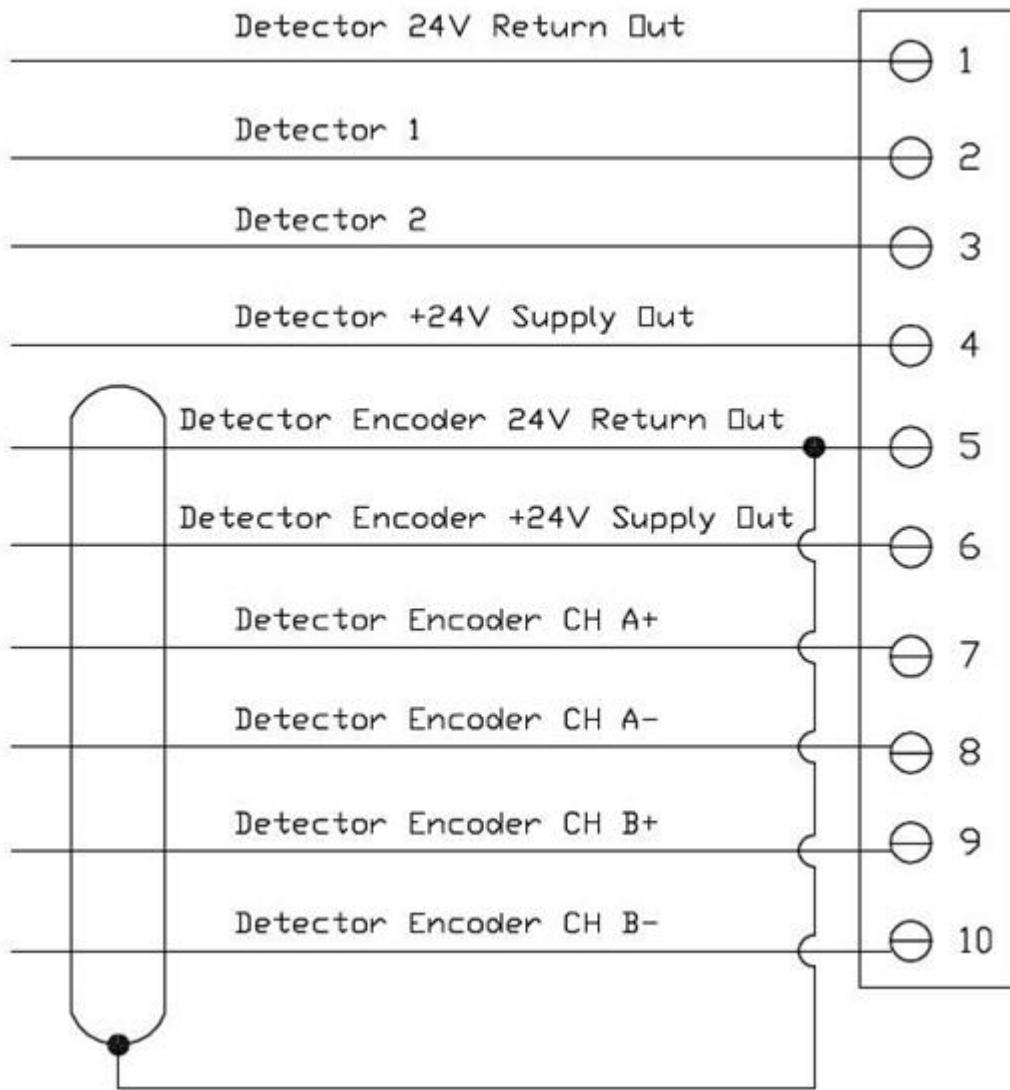 Detector 24V Return Out
1
Detector 1
2
Detector 2
3
Detector +24V Supply Out
4
Detector Encoder 24V Return Out
5
Detector Encoder +24V Supply Out
6
Detector Encoder CH A+
7
Detector Encoder CH A-
8
Detector Encoder CH B+
9
Detector Encoder CH B-
10